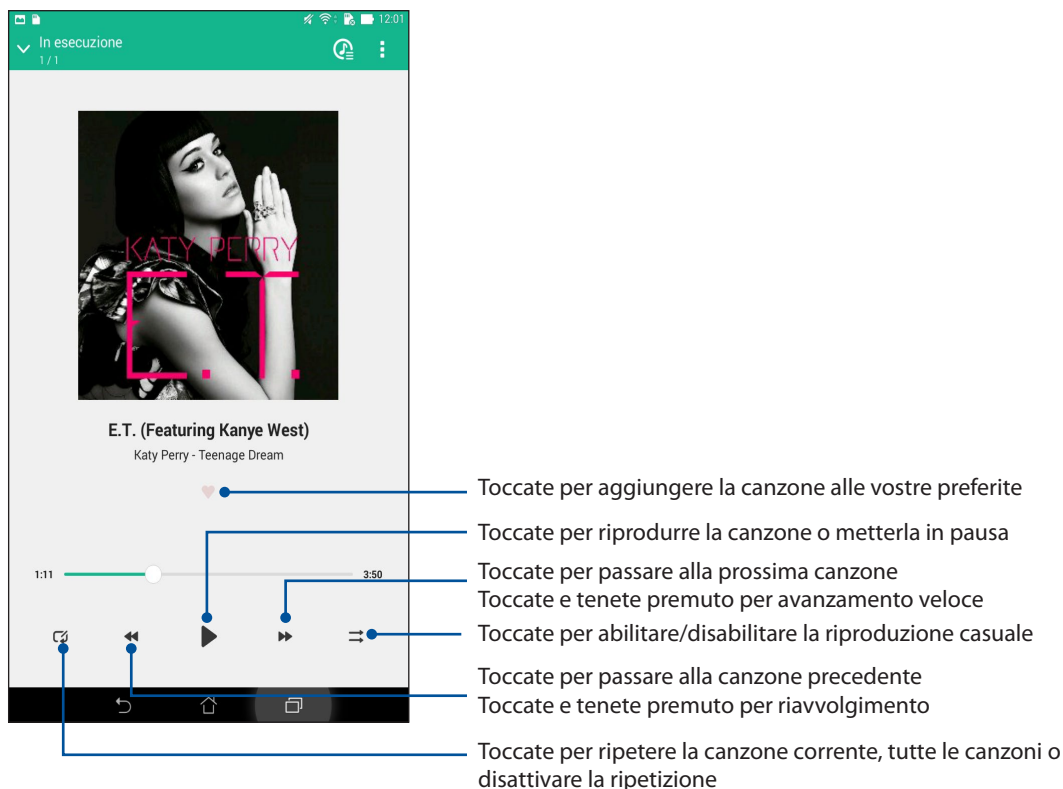 12:01
In esecuzione
1 / 1
KATY PERRY
E.T.
E.T. (Featuring Kanye West)
Katy Perry - Teenage Dream
Toccate per aggiungere la canzone alle vostre preferite
Toccate per riprodurre la canzone o metterla in pausa
1:11
3:50
Toccate per passare alla prossima canzone
Toccate e tenete premuto per avanzamento veloce
Toccate per abilitare/disabilitare la riproduzione casuale
Toccate per passare alla canzone precedente
Toccate e tenete premuto per riavvolgimento
Toccate per ripetere la canzone corrente, tutte le canzoni o
disattivare la ripetizione